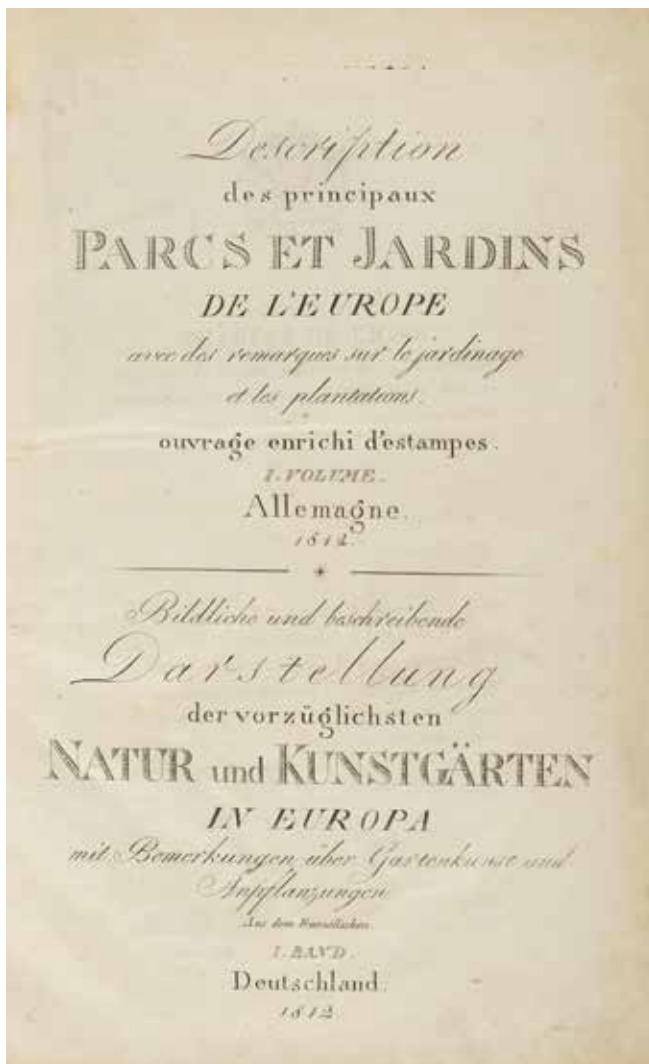 Description
des principaux
PARCS ET JARDINS
DE L'EUROPE
avec des remarques sur le jardinage
et les plantations.
ouvrage enrichi d'estampes.
I. VOLUME.
Allemagne.
1812.
Bildliche und beschreibende
Darstellung
der vorzüglichsten
NATUR und KUNSTGÄRTEN
IN EUROPA
mit Bemerkungen über Gartenkunst und
Anpflanzungen
Aus dem Französischen.
I. BAND.
Deutschland.
1812